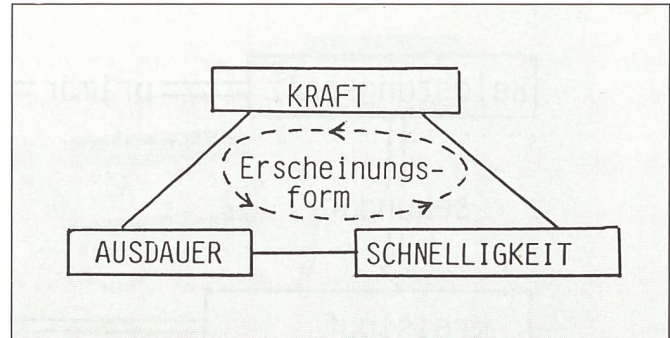 KRAFT
Erscheinungs-
form
AUSDAUER
SCHNELLIGKEIT